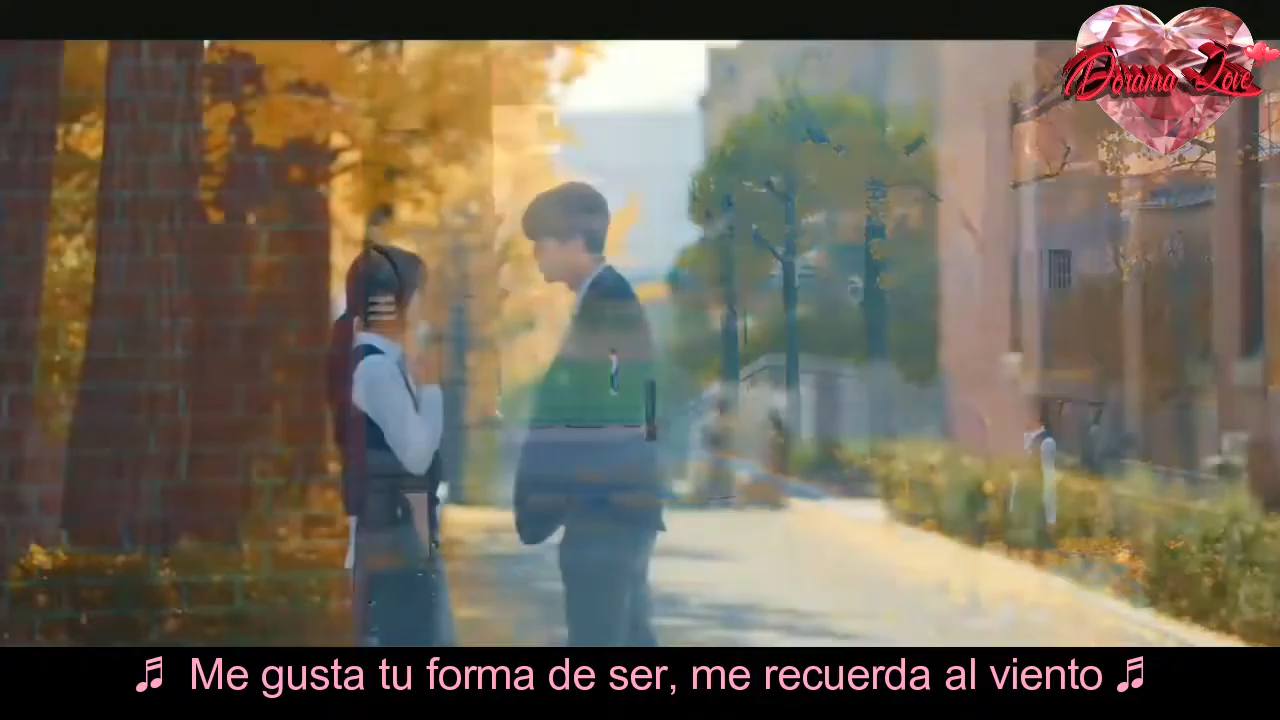 Dorama Love
♬ Me gusta tu forma de ser, me recuerda al viento ♬